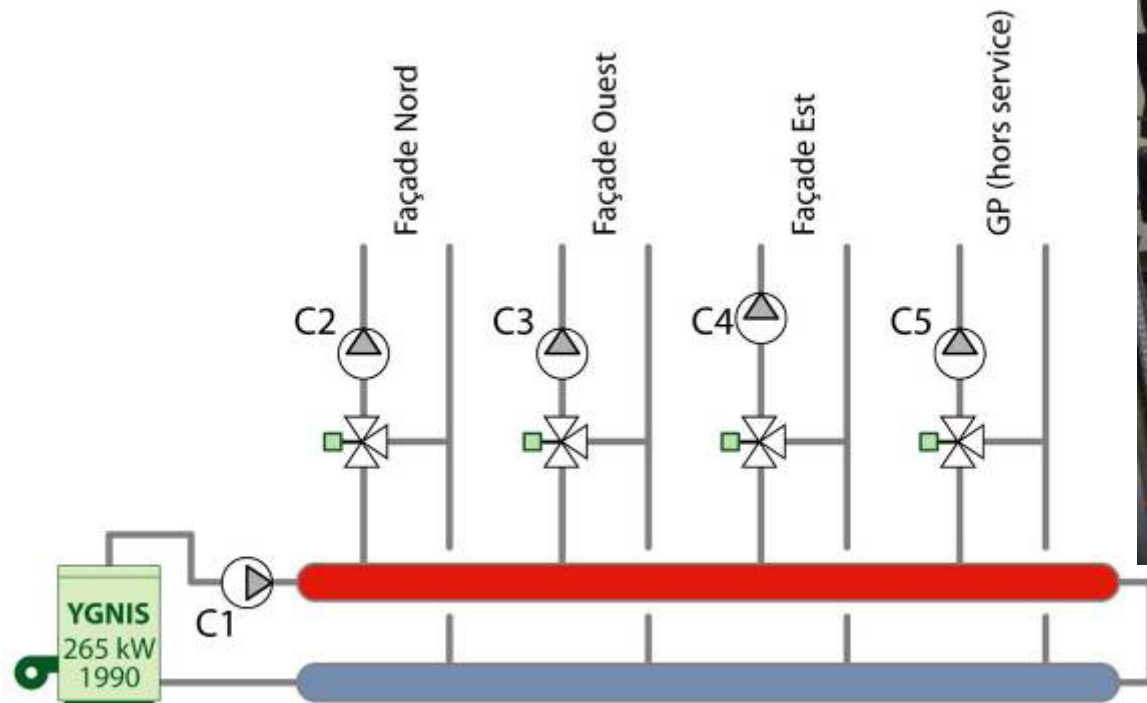 Façade Nord
Façade Ouest
Façade Est
GP (hors service)
C2
C3
C4
C5
C1
YGNIS
265 kW
1990